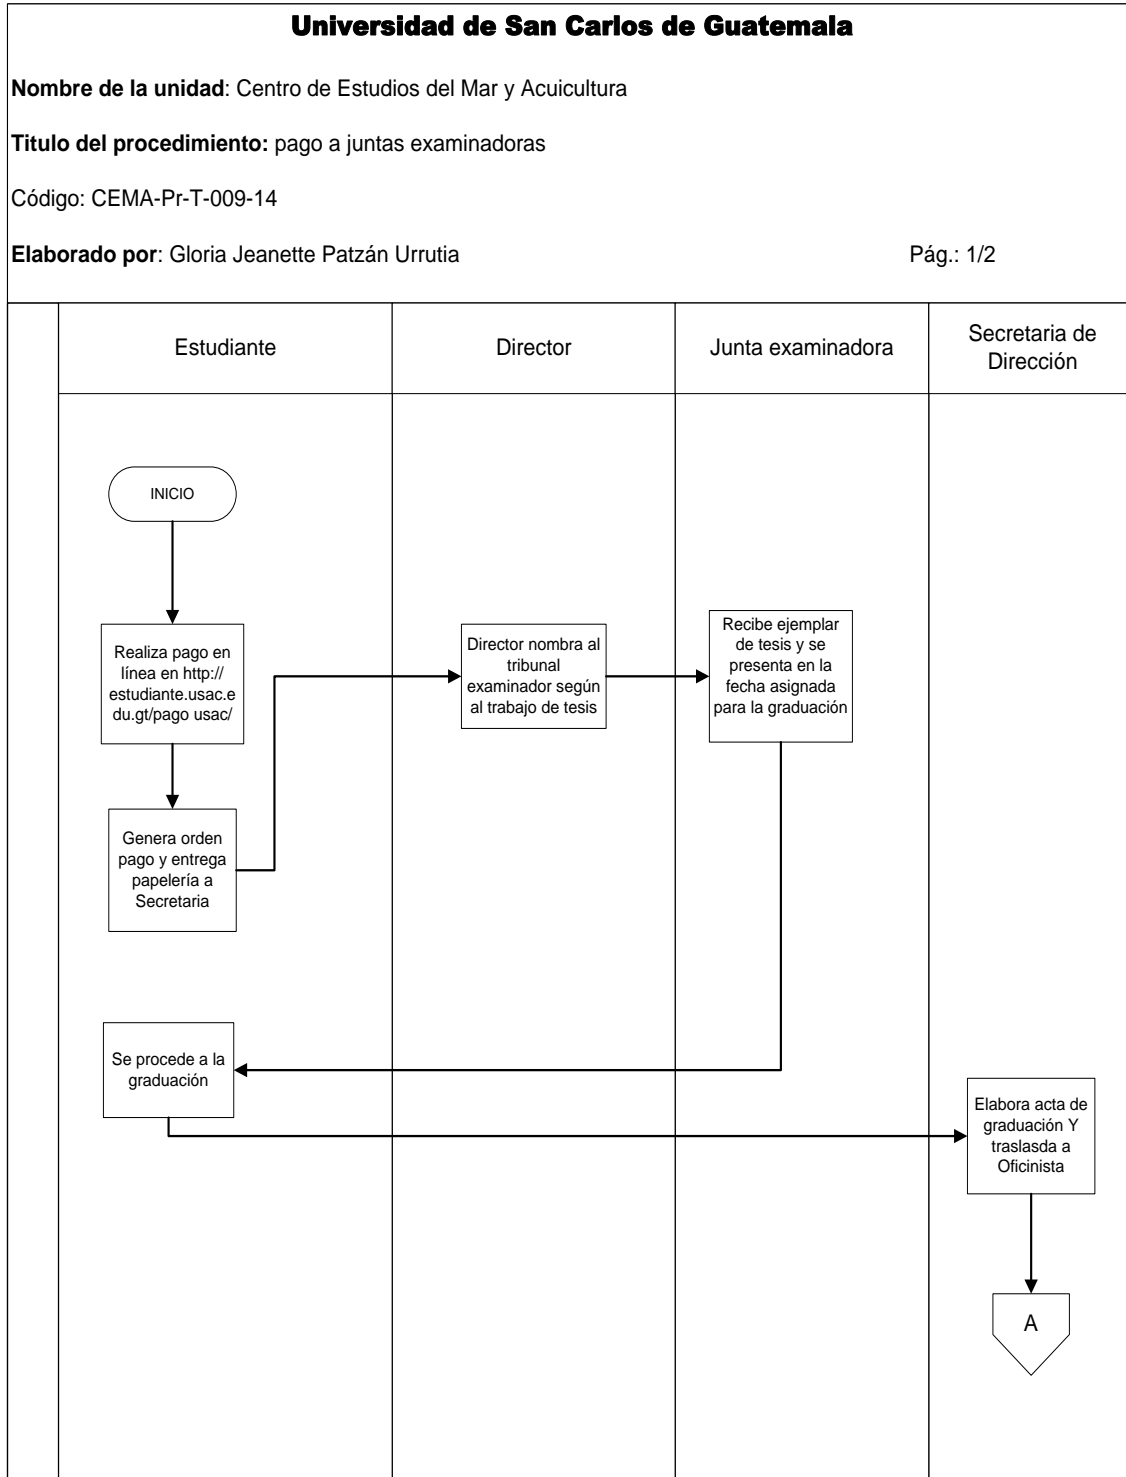 Universidad de San Carlos de Guatemala
Nombre de la unidad: Centro de Estudios del Mar y Acuicultura
Titulo del procedimiento: pago a juntas examinadoras
Código: CEMA-Pr-T-009-14
Elaborado por: Gloria Jeanette Patzán Urrutia Pág.: 1/2
Estudiante
Director
Junta examinadora
Secretaria de
Dirección
INICIO
Realiza pago en
línea en http://
estudiante.usac.e
du.gt/pago usac/
Genera orden
pago y entrega
papelería a
Secretaria
Director nombra al
tribunal
examinador según
al trabajo de tesis
Recibe ejemplar
de tesis y se
presenta en la
fecha asignada
para la graduación
Se procede a la
graduación
Elabora acta de
graduación Y
traslasda a
Oficinista
A